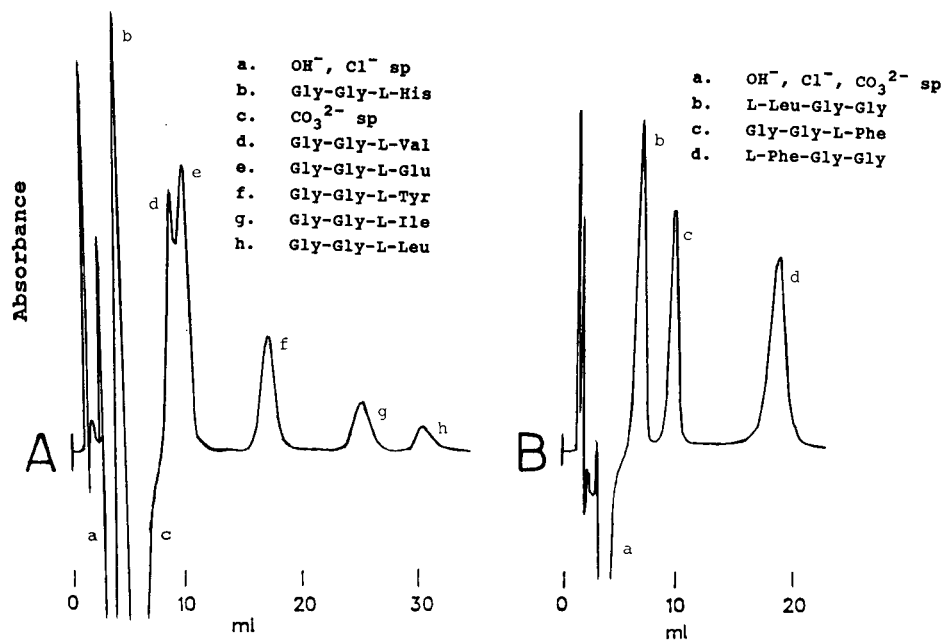 Absorbance
A
b
a. OH⁻, Cl⁻ sp
b. Gly-Gly-L-His
c. CO₃²⁻ sp
d. Gly-Gly-L-Val
e. Gly-Gly-L-Glu
f. Gly-Gly-L-Tyr
g. Gly-Gly-L-Ile
h. Gly-Gly-L-Leu
e
d
f
g
h
a
c
0 10 20 30
ml
B
a. OH⁻, Cl⁻, CO₃²⁻ sp
b. L-Leu-Gly-Gly
c. Gly-Gly-L-Phe
d. L-Phe-Gly-Gly
b
c
d
a
0 10 20
ml